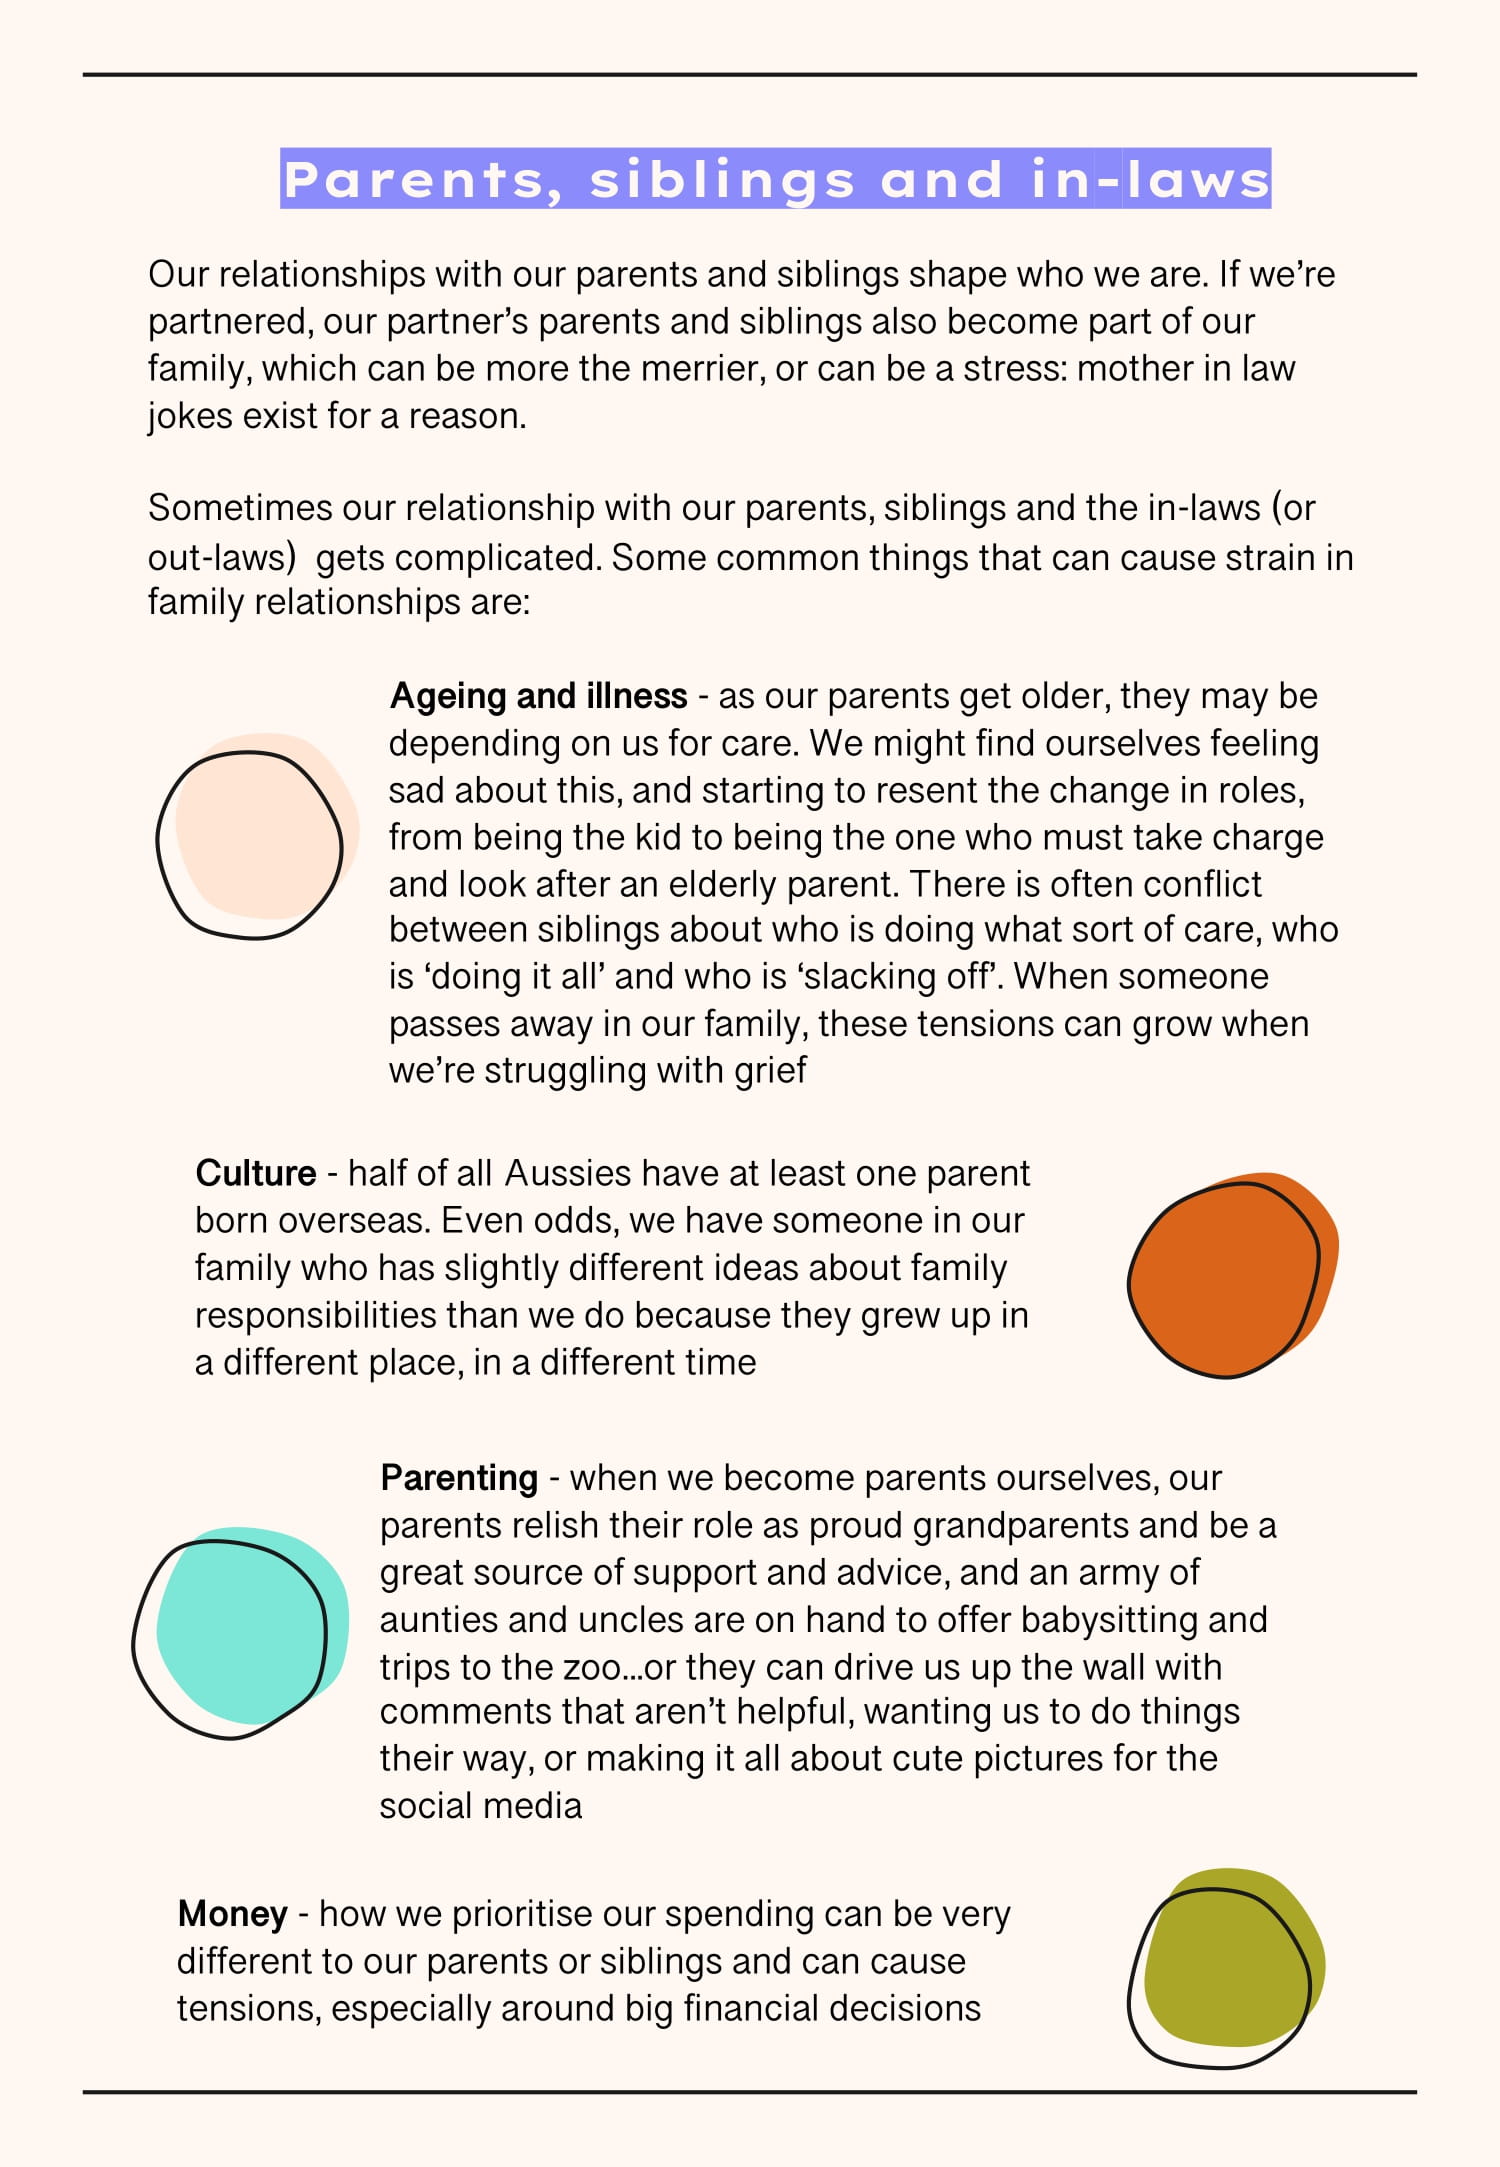 Parents, siblings and in-laws
Our relationships with our parents and siblings shape who we are. If we’re
partnered, our partner’s parents and siblings also become part of our
family, which can be more the merrier, or can be a stress: mother in law
jokes exist for a reason.
Sometimes our relationship with our parents, siblings and the in-laws (or
out-laws)  gets complicated. Some common things that can cause strain in
family relationships are:
Ageing and illness - as our parents get older, they may be
depending on us for care. We might find ourselves feeling
sad about this, and starting to resent the change in roles,
from being the kid to being the one who must take charge
and look after an elderly parent. There is often conflict
between siblings about who is doing what sort of care, who
is ‘doing it all’ and who is ‘slacking off’. When someone
passes away in our family, these tensions can grow when
we’re struggling with grief
Culture - half of all Aussies have at least one parent
born overseas. Even odds, we have someone in our
family who has slightly different ideas about family
responsibilities than we do because they grew up in
a different place, in a different time
Parenting - when we become parents ourselves, our
parents relish their role as proud grandparents and be a
great source of support and advice, and an army of
aunties and uncles are on hand to offer babysitting and
trips to the zoo...or they can drive us up the wall with
comments that aren’t helpful, wanting us to do things
their way, or making it all about cute pictures for the
social media
Money - how we prioritise our spending can be very
different to our parents or siblings and can cause
tensions, especially around big financial decisions